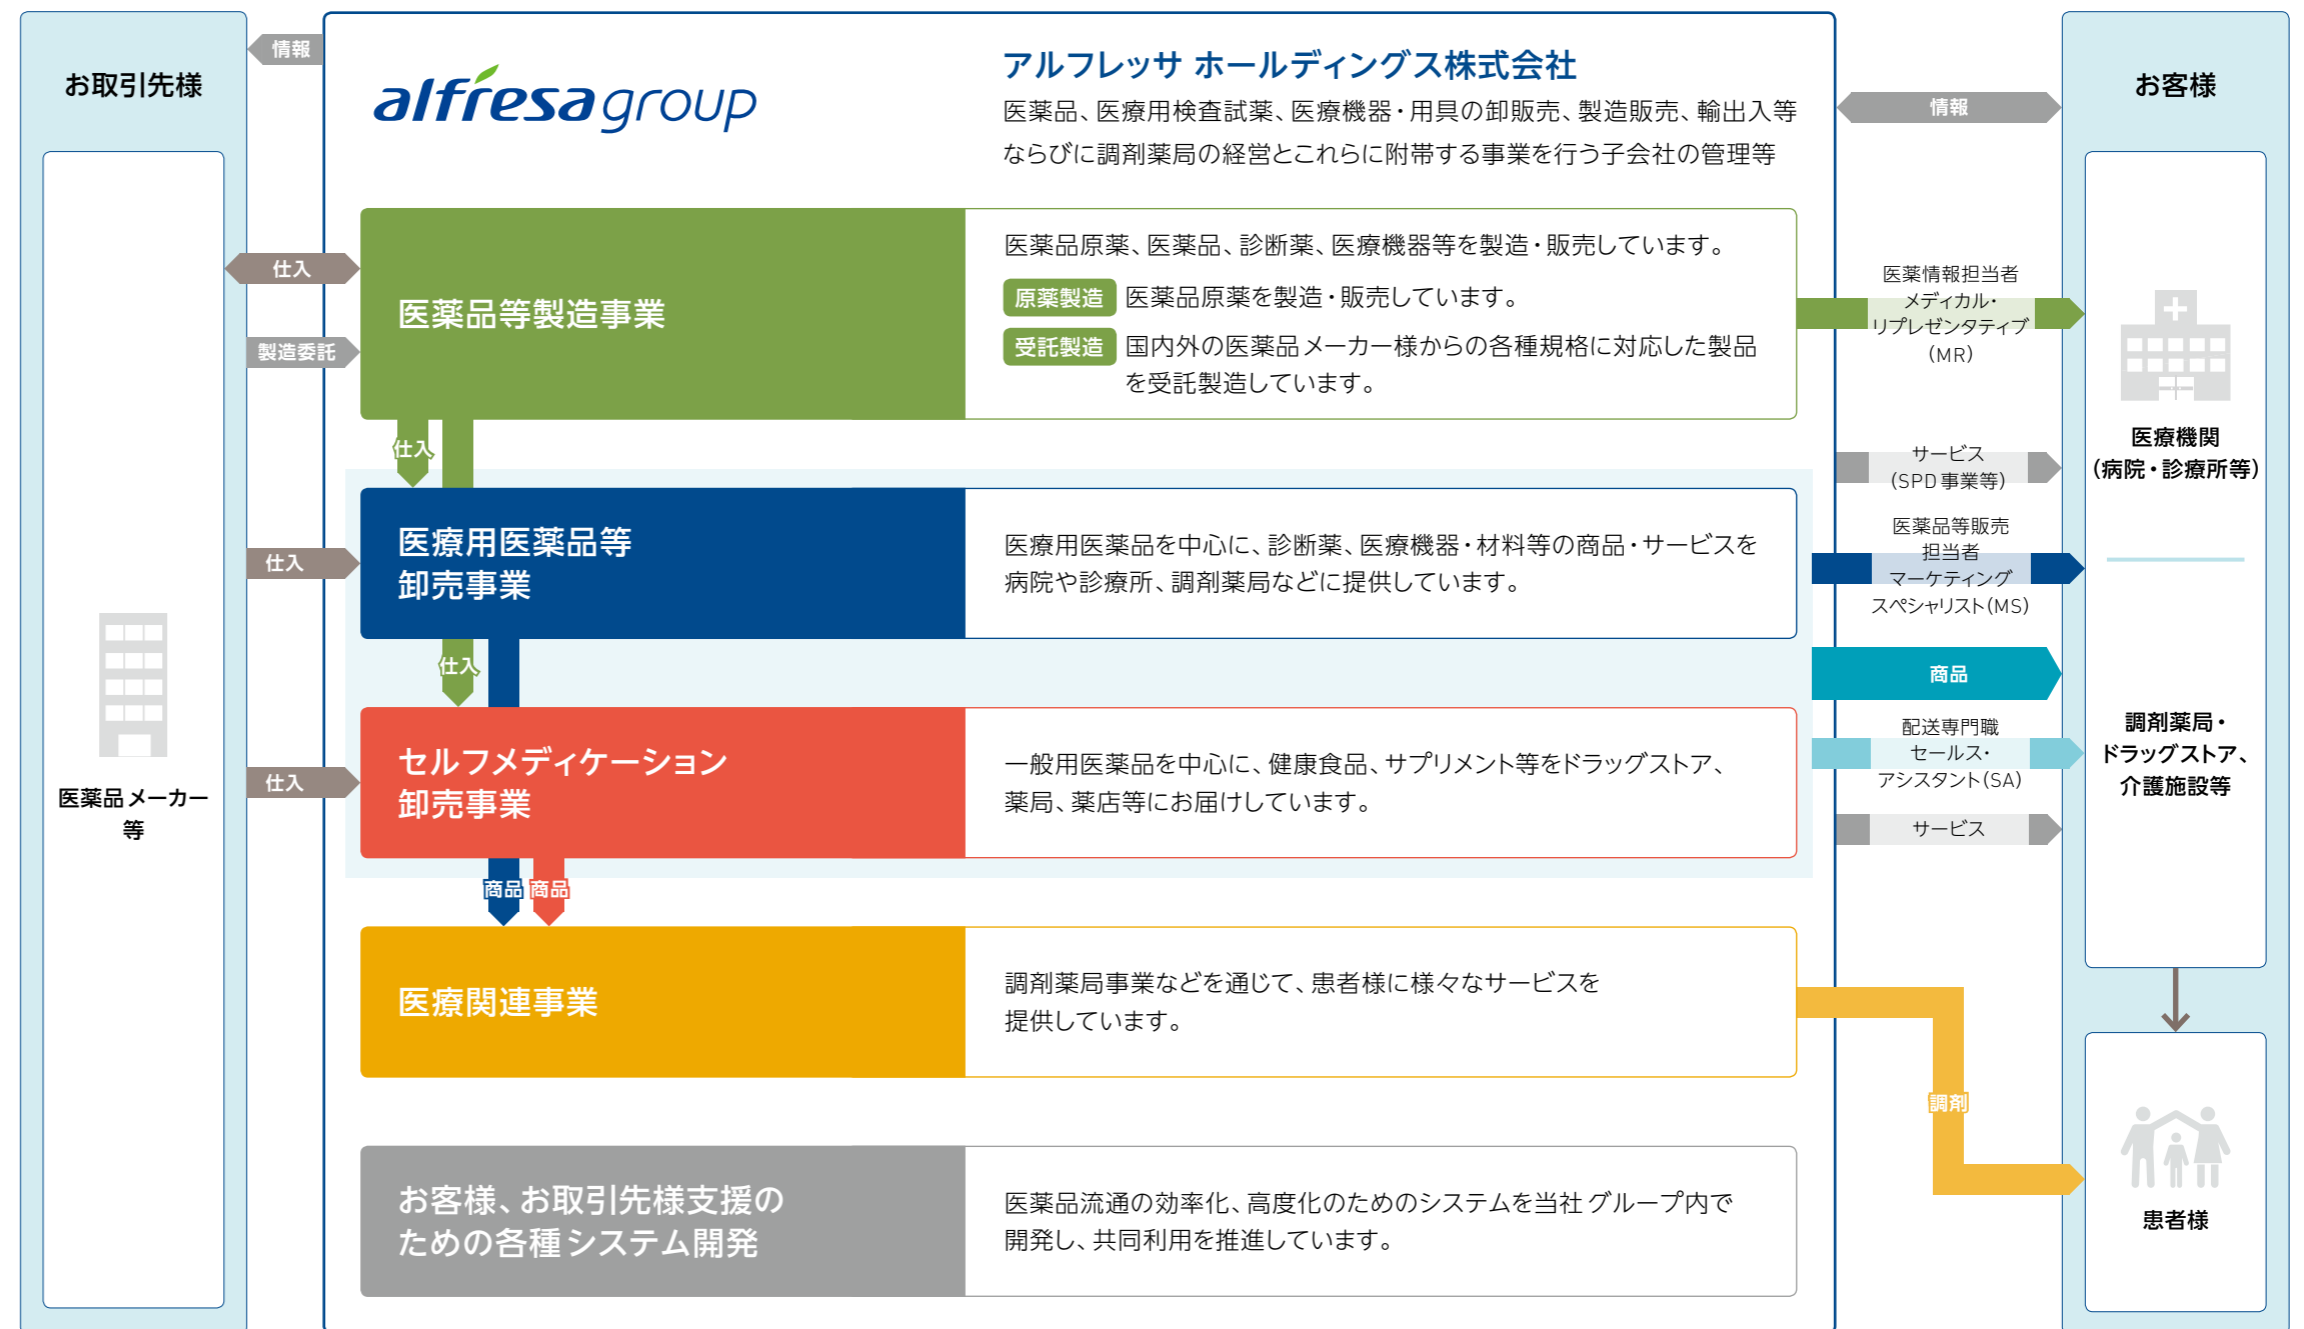 お取引先様
医薬品メーカー
等
情報
仕入
製造委託
仕入
仕入
alfresa group
アルフレッサ ホールディングス株式会社
医薬品、医療用検査試薬、医療機器・用具の卸販売、製造販売、輸出入等
ならびに調剤薬局の経営とこれらに附帯する事業を行う子会社の管理等
医薬品等製造事業
医薬品原薬、医薬品、診断薬、医療機器等を製造・販売しています。
原薬製造 医薬品原薬を製造・販売しています。
受託製造 国内外の医薬品メーカー様からの各種規格に対応した製品
を受託製造しています。
仕入
医療用医薬品等
卸売事業
医療用医薬品を中心に、診断薬、医療機器・材料等の商品・サービスを
病院や診療所、調剤薬局などに提供しています。
仕入
セルフメディケーション
卸売事業
一般用医薬品を中心に、健康食品、サプリメント等をドラッグストア、
薬局、薬店等にお届けしています。
商品 商品
医療関連事業
調剤薬局事業などを通じて、患者様に様々なサービスを
提供しています。
お客様、お取引先様支援の
ための各種システム開発
医薬品流通の効率化、高度化のためのシステムを当社グループ内で
開発し、共同利用を推進しています。
情報
医薬情報担当者
メディカル・
リプレゼンタティブ
(MR)
サービス
(SPD事業等)
医薬品等販売
担当者
マーケティング
スペシャリスト(MS)
商品
配送専門職
セールス・
アシスタント(SA)
サービス
調剤
お客様
医療機関
(病院・診療所等)
調剤薬局・
ドラッグストア、
介護施設等
患者様